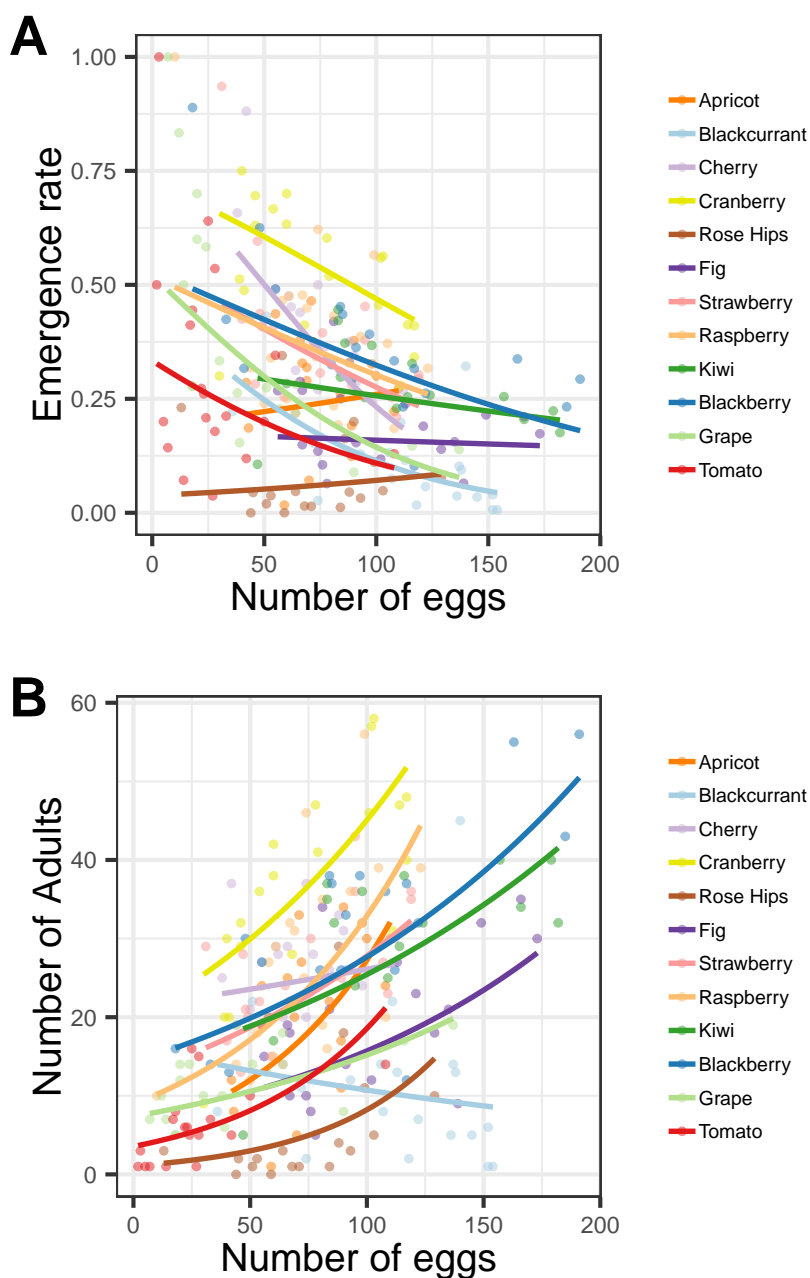 A
1.00
0.75
0.50
0.25
0.00
Emergence rate
0
50
100
150
200
Number of eggs
Apricot
Blackcurrant
Cherry
Cranberry
Rose Hips
Fig
Strawberry
Raspberry
Kiwi
Blackberry
Grape
Tomato
B
60
40
20
0
Number of Adults
0
50
100
150
200
Number of eggs
Apricot
Blackcurrant
Cherry
Cranberry
Rose Hips
Fig
Strawberry
Raspberry
Kiwi
Blackberry
Grape
Tomato